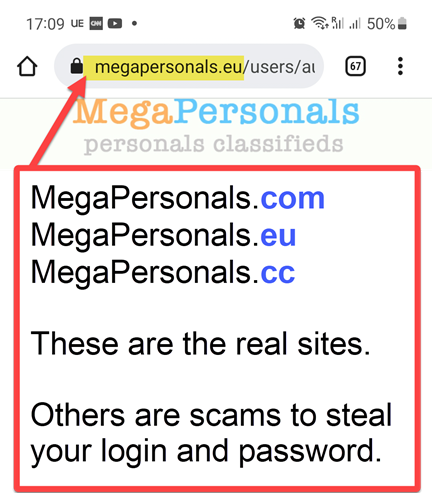 17:09 UE CNN 50%
megapersonals.eu/users/au
67
MegaPersonals
personals classifieds
MegaPersonals.com
MegaPersonals.eu
MegaPersonals.cc
These are the real sites.
Others are scams to steal
your login and password.